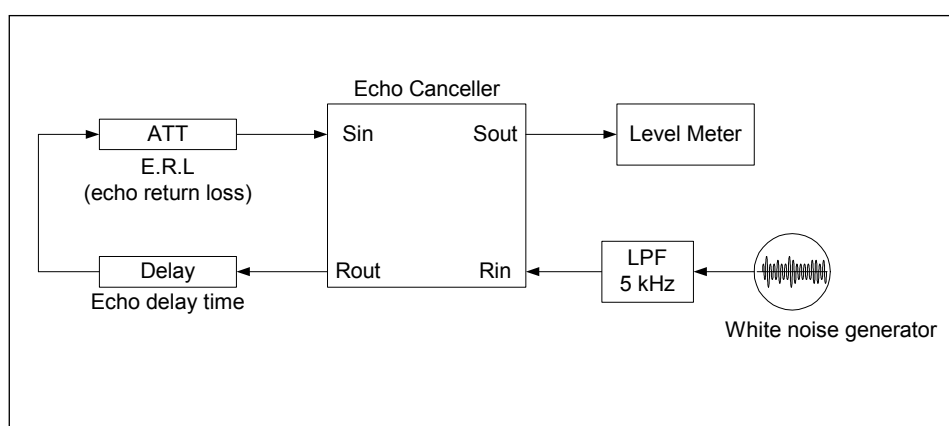 Echo Canceller
ATT
Sin
Sout
Level Meter
E.R.L
(echo return loss)
Delay
Rout
Rin
LPF
5 kHz
Echo delay time
White noise generator